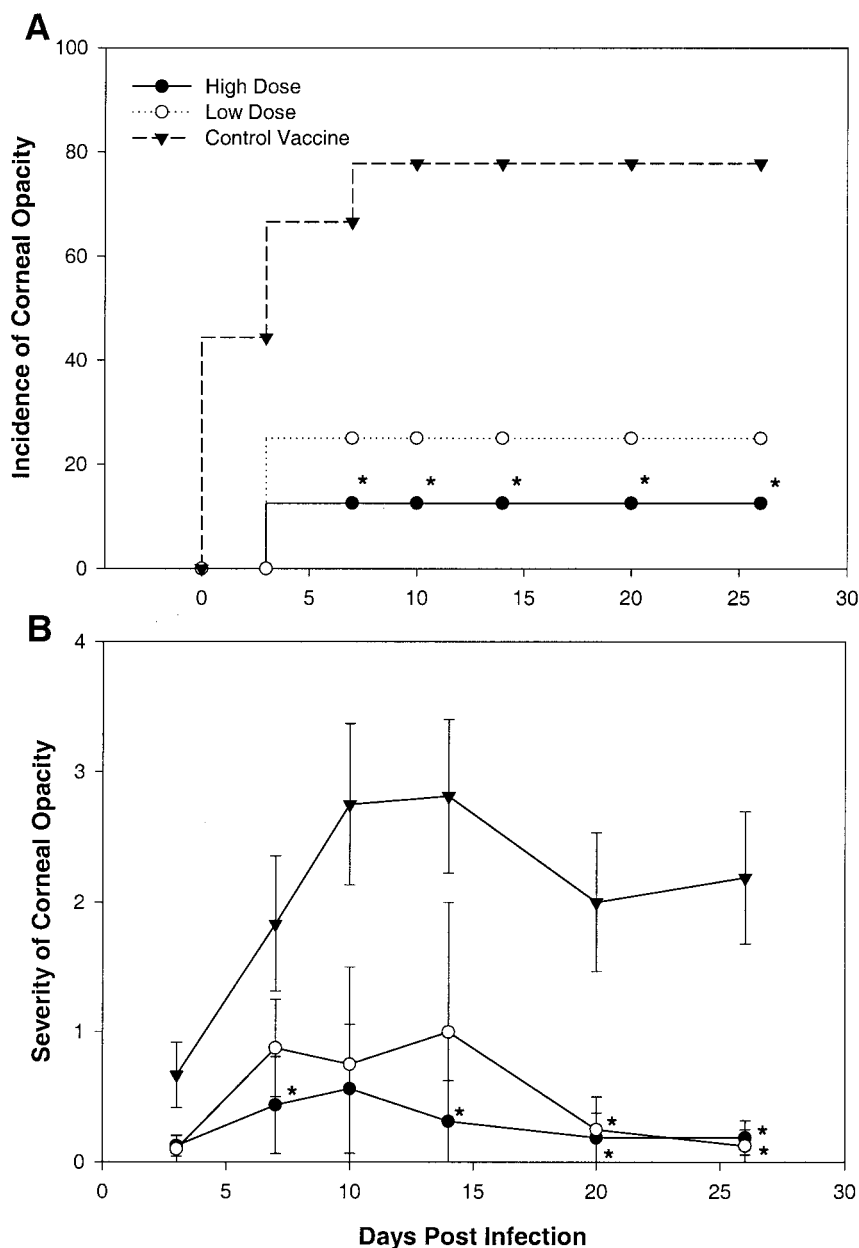 A
Incidence of Corneal Opacity
100
80
60
40
20
0
High Dose
Low Dose
Control Vaccine
* * * * *
0 5 10 15 20 25 30
B
Severity of Corneal Opacity
4
3
2
1
0
* * * * * *
0 5 10 15 20 25 30
Days Post Infection